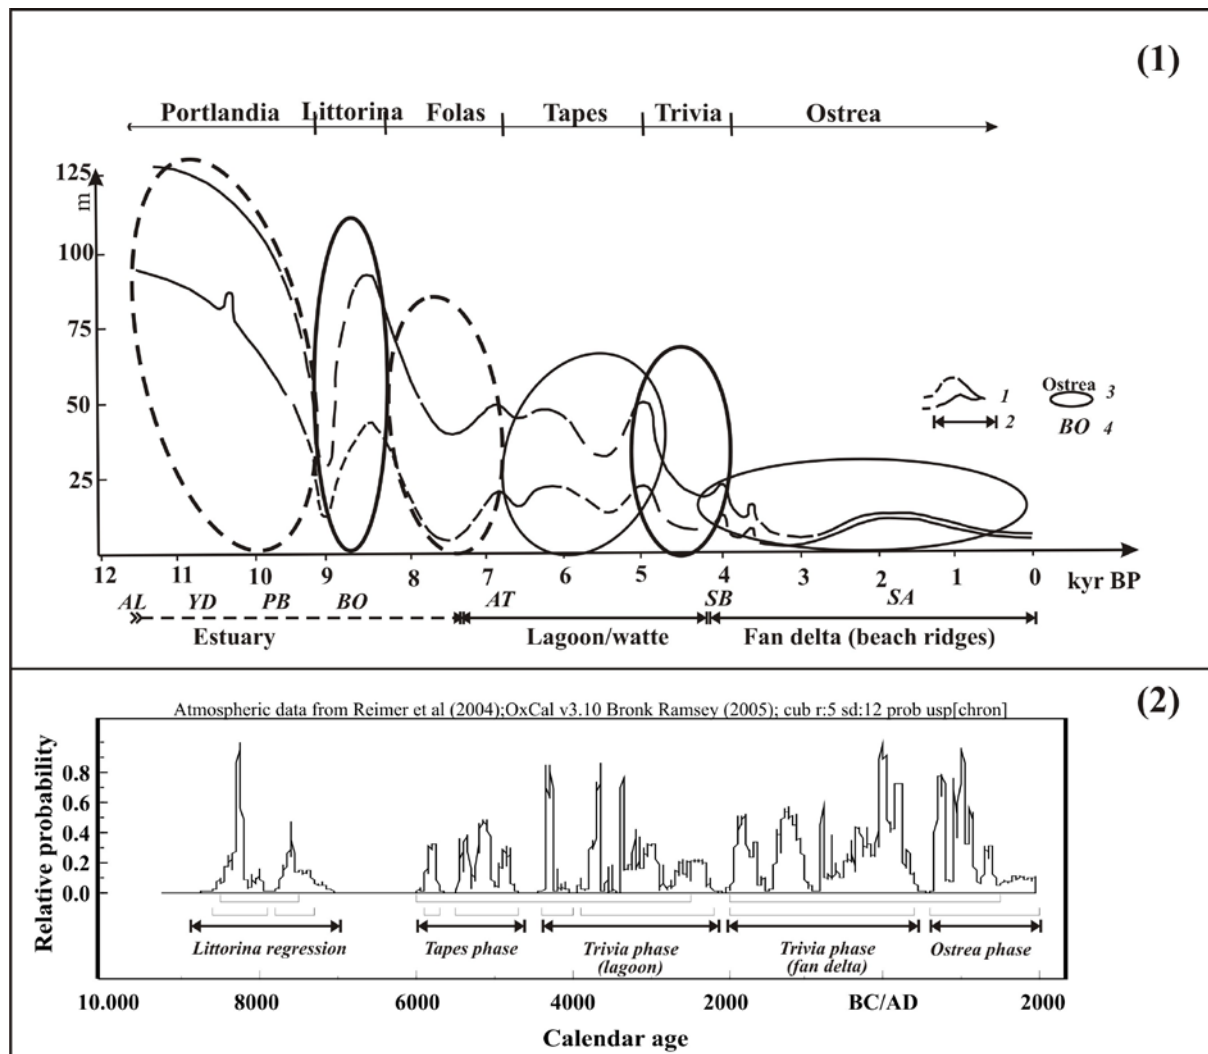 (1)
Portlandia Littorina Folas Tapes Trivia Ostrea
125
m
100
75
50
25
Ostrea 3
1
2
BO 4
12 11 10 9 8 7 6 5 4 3 2 1 0 kyr BP
AL YD PB BO AT SB SA
Estuary Lagoon/watte Fan delta (beach ridges)
(2)
Atmospheric data from Reimer et al (2004);OxCal v3.10 Bronk Ramsey (2005); cub r:5 sd:12 prob usp[chron]
Relative probability
0.8
0.6
0.4
0.2
0.0
Littorina regression Tapes phase Trivia phase Trivia phase Ostrea phase
(lagoon) (fan delta)
10.000 8000 6000 4000 2000 BC/AD 2000
Calendar age